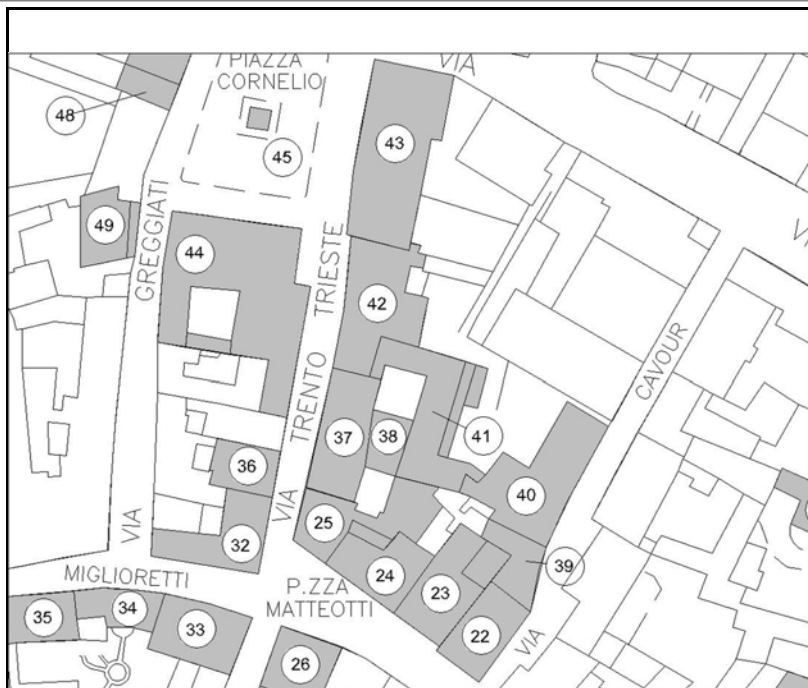 PIAZZA
CORNELIO
VIA
48
43
45
49
GREGGIATI
VIA
44
TRENTO TRIESTE
VIA
42
CAVOUR
VIA
37
38
41
36
40
25
32
39
24
23
MIGLIORETTI
P.ZZA
MATTEOTTI
35
34
33
22
26